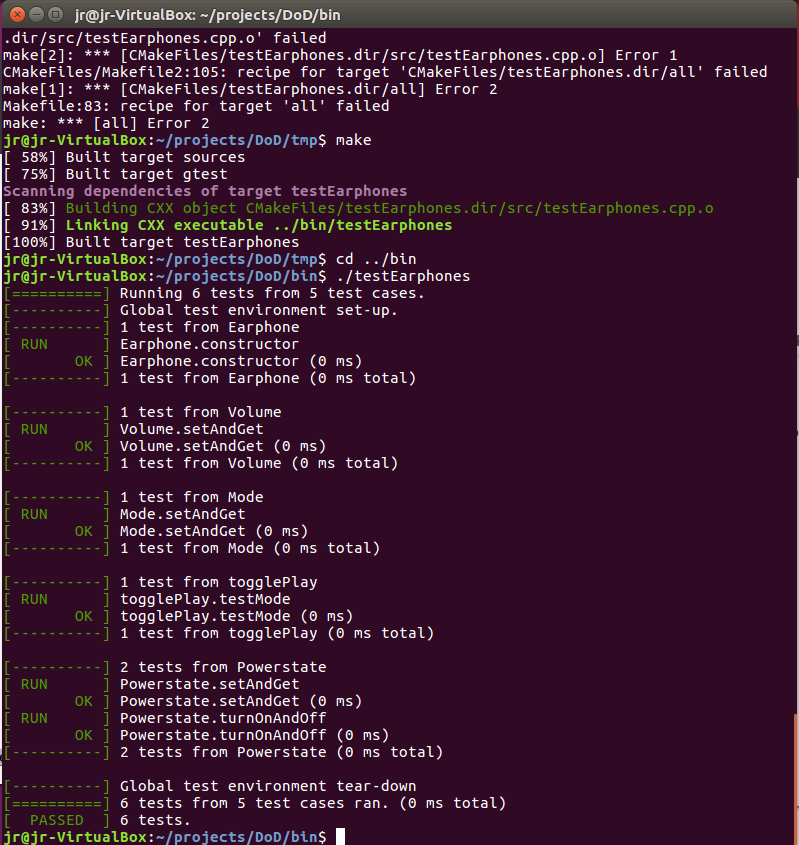 jr@jr-VirtualBox: ~/projects/DoD/bin
.dir/src/testEarphones.cpp.o' failed
make[2]: *** [CMakeFiles/testEarphones.dir/src/testEarphones.cpp.o] Error 1
CMakeFiles/Makefile2:105: recipe for target 'CMakeFiles/testEarphones.dir/all' failed
make[1]: *** [CMakeFiles/testEarphones.dir/all] Error 2
Makefile:83: recipe for target 'all' failed
make: *** [all] Error 2
jr@jr-VirtualBox:~/projects/DoD/tmp$ make
[ 58%] Built target sources
[ 75%] Built target gtest
Scanning dependencies of target testEarphones
[ 83%] Building CXX object CMakeFiles/testEarphones.dir/src/testEarphones.cpp.o
[ 91%] Linking CXX executable ../bin/testEarphones
[100%] Built target testEarphones
jr@jr-VirtualBox:~/projects/DoD/tmp$ cd ../bin
jr@jr-VirtualBox:~/projects/DoD/bin$ ./testEarphones
[==========] Running 6 tests from 5 test cases.
[----------] Global test environment set-up.
[----------] 1 test from Earphone
[ RUN      ] Earphone.constructor
[       OK ] Earphone.constructor (0 ms)
[----------] 1 test from Earphone (0 ms total)

[----------] 1 test from Volume
[ RUN      ] Volume.setAndGet
[       OK ] Volume.setAndGet (0 ms)
[----------] 1 test from Volume (0 ms total)

[----------] 1 test from Mode
[ RUN      ] Mode.setAndGet
[       OK ] Mode.setAndGet (0 ms)
[----------] 1 test from Mode (0 ms total)

[----------] 1 test from togglePlay
[ RUN      ] togglePlay.testMode
[       OK ] togglePlay.testMode (0 ms)
[----------] 1 test from togglePlay (0 ms total)

[----------] 2 tests from Powerstate
[ RUN      ] Powerstate.setAndGet
[       OK ] Powerstate.setAndGet (0 ms)
[ RUN      ] Powerstate.turnOnAndOff
[       OK ] Powerstate.turnOnAndOff (0 ms)
[----------] 2 tests from Powerstate (0 ms total)

[----------] Global test environment tear-down
[==========] 6 tests from 5 test cases ran. (0 ms total)
[  PASSED  ] 6 tests.
jr@jr-VirtualBox:~/projects/DoD/bin$